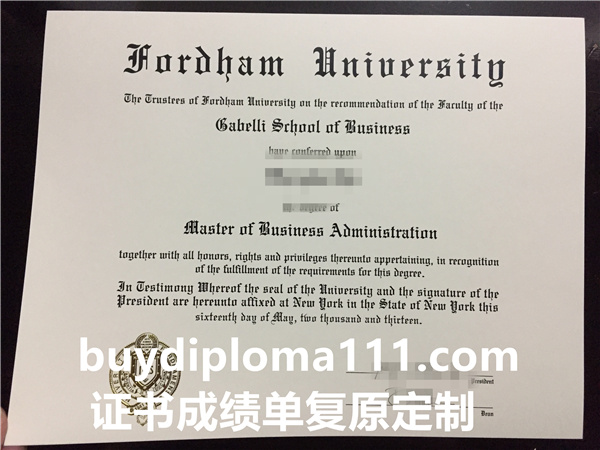 Fordham University
The Trustees of Fordham University on the recommendation of the Faculty of the
Gabelli School of Business
have conferred upon
of
Master of Business Administration
together with all honors, rights and privileges thereunto appertaining, in recognition
of the fulfillment of the requirements for this degree.
In Testimony Whereof the seal of the University and the signature of the
President are hereunto affixed at New York in the State of New York this
sixteenth day of May, two thousand and thirteen.
buydiploma111.com
President
证书成绩单复原定制
Dean